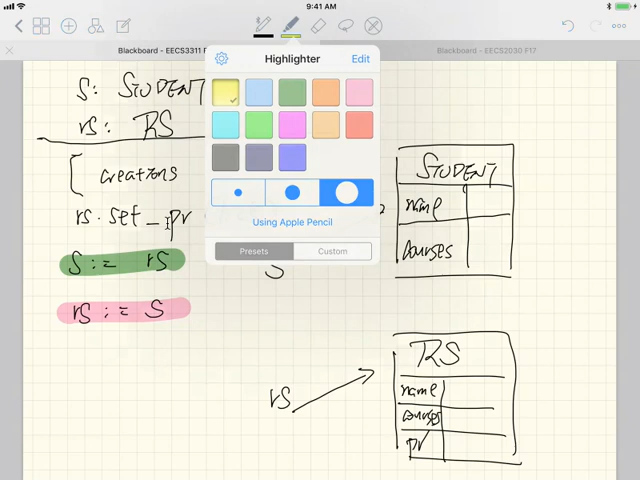 9:41 AM
Blackboard - EECS3311 F
Blackboard - EECS2030 F17
Highlighter
Edit
Using Apple Pencil
Presets
Custom
S: STUDENT
rs: RS
creations
rs. set_pr
S := rS
rS := S
S
STUDENT
name
courses
rs
RS
name
courses
pr